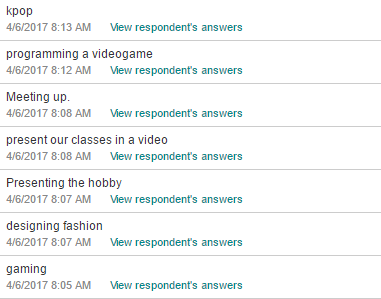 kpop
4/6/2017 8:13 AM View respondent's answers
programming a videogame
4/6/2017 8:12 AM View respondent's answers
Meeting up.
4/6/2017 8:08 AM View respondent's answers
present our classes in a video
4/6/2017 8:08 AM View respondent's answers
Presenting the hobby
4/6/2017 8:07 AM View respondent's answers
designing fashion
4/6/2017 8:07 AM View respondent's answers
gaming
4/6/2017 8:05 AM View respondent's answers